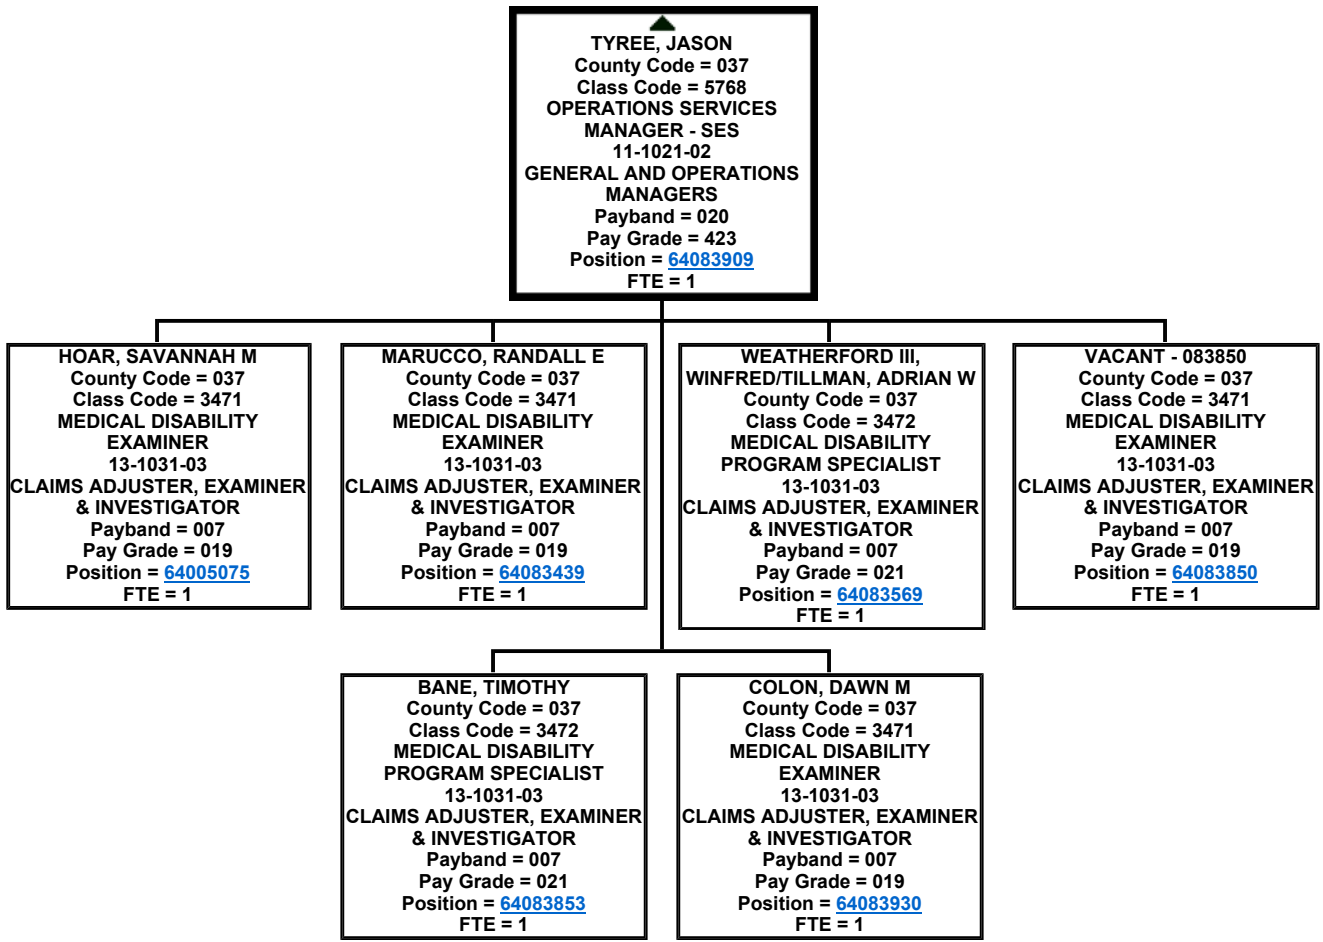 TYREE, JASON
County Code = 037
Class Code = 5768
OPERATIONS SERVICES
MANAGER - SES
11-1021-02
GENERAL AND OPERATIONS
MANAGERS
Payband = 020
Pay Grade = 423
Position = 64083909
FTE = 1
HOAR, SAVANNAH M
County Code = 037
Class Code = 3471
MEDICAL DISABILITY
EXAMINER
13-1031-03
CLAIMS ADJUSTER, EXAMINER
& INVESTIGATOR
Payband = 007
Pay Grade = 019
Position = 64005075
FTE = 1
MARUCCO, RANDALL E
County Code = 037
Class Code = 3471
MEDICAL DISABILITY
EXAMINER
13-1031-03
CLAIMS ADJUSTER, EXAMINER
& INVESTIGATOR
Payband = 007
Pay Grade = 019
Position = 64083439
FTE = 1
WEATHERFORD III,
WINFRED/TILLMAN, ADRIAN W
County Code = 037
Class Code = 3472
MEDICAL DISABILITY
PROGRAM SPECIALIST
13-1031-03
CLAIMS ADJUSTER, EXAMINER
& INVESTIGATOR
Payband = 007
Pay Grade = 021
Position = 64083569
FTE = 1
VACANT - 083850
County Code = 037
Class Code = 3471
MEDICAL DISABILITY
EXAMINER
13-1031-03
CLAIMS ADJUSTER, EXAMINER
& INVESTIGATOR
Payband = 007
Pay Grade = 019
Position = 64083850
FTE = 1
BANE, TIMOTHY
County Code = 037
Class Code = 3472
MEDICAL DISABILITY
PROGRAM SPECIALIST
13-1031-03
CLAIMS ADJUSTER, EXAMINER
& INVESTIGATOR
Payband = 007
Pay Grade = 021
Position = 64083853
FTE = 1
COLON, DAWN M
County Code = 037
Class Code = 3471
MEDICAL DISABILITY
EXAMINER
13-1031-03
CLAIMS ADJUSTER, EXAMINER
& INVESTIGATOR
Payband = 007
Pay Grade = 019
Position = 64083930
FTE = 1